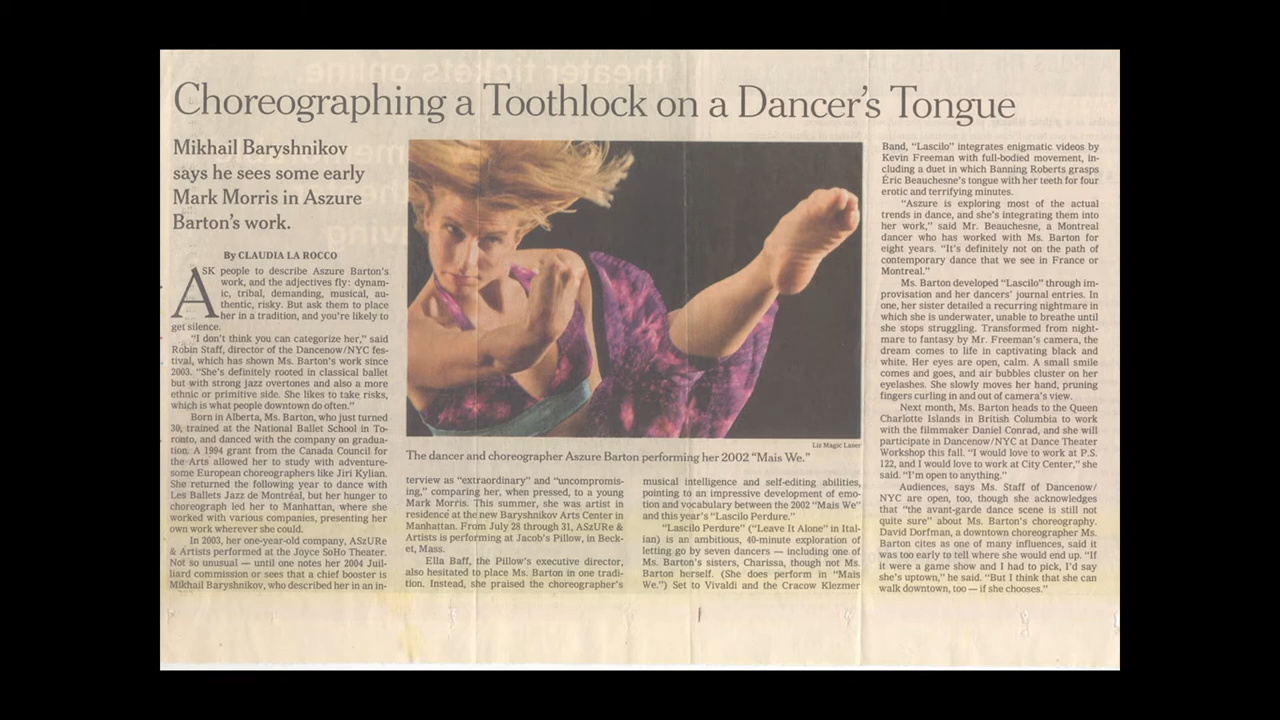 Choreographing a Toothlock on a Dancer's Tongue
Mikhail Baryshnikov
says he sees some early
Mark Morris in Aszure
Barton's work.
By CLAUDIA LA ROCCO
ASK people to describe Aszure Barton's
work, and the adjectives fly: dynam-
ic, tribal, demanding, musical, au-
thentic, risky. But ask them to place
her in a tradition, and you're likely to
get silence.
"I don't think you can categorize her," said
Robin Staff, director of the Dancenow/NYC fes-
tival, which has shown Ms. Barton's work since
2003. "She's definitely rooted in classical ballet
but with strong jazz overtones and also a more
ethnic or primitive side. She likes to take risks,
which is what people downtown do often."
Born in Alberta, Ms. Barton, who just turned
30, trained at the National Ballet School in To-
ronto, and danced with the company on gradua-
tion. A 1994 grant from the Canada Council for
the Arts allowed her to study with adventure-
some European choreographers like Jiri Kylian.
She returned the following year to dance with
Les Ballets Jazz de Montréal, but her hunger to
choreograph led her to Manhattan, where she
worked with various companies, presenting her
own work wherever she could.
In 2003, her one-year-old company, ASzURe
& Artists performed at the Joyce SoHo Theater.
Not so unusual — until one notes her 2004 Juil-
liard commission or sees that a chief booster is
Mikhail Baryshnikov, who described her in an in-
Liz Magic Laser
The dancer and choreographer Aszure Barton performing her 2002 "Mais We."
terview as "extraordinary" and "uncompromis-
ing," comparing her, when pressed, to a young
Mark Morris. This summer, she was artist in
residence at the new Baryshnikov Arts Center in
Manhattan. From July 28 through 31, ASzURe &
Artists is performing at Jacob's Pillow, in Beck-
et, Mass.
Ella Baff, the Pillow's executive director,
also hesitated to place Ms. Barton in one tradi-
tion. Instead, she praised the choreographer's
musical intelligence and self-editing abilities,
pointing to an impressive development of emo-
tion and vocabulary between the 2002 "Mais We"
and this year's "Lascilo Perdure."
"Lascilo Perdure" ("Leave It Alone" in Ital-
ian) is an ambitious, 40-minute exploration of
letting go by seven dancers — including one of
Ms. Barton's sisters, Charissa, though not Ms.
Barton herself. (She does perform in "Mais
We.") Set to Vivaldi and the Cracow Klezmer
Band, "Lascilo" integrates enigmatic videos by
Kevin Freeman with full-bodied movement, in-
cluding a duet in which Banning Roberts grasps
Éric Beauchesne's tongue with her teeth for four
erotic and terrifying minutes.
"Aszure is exploring most of the actual
trends in dance, and she's integrating them into
her work," said Mr. Beauchesne, a Montreal
dancer who has worked with Ms. Barton for
eight years. "It's definitely not on the path of
contemporary dance that we see in France or
Montreal."
Ms. Barton developed "Lascilo" through im-
provisation and her dancers' journal entries. In
one, her sister detailed a recurring nightmare in
which she is underwater, unable to breathe until
she stops struggling. Transformed from night-
mare to fantasy by Mr. Freeman's camera, the
dream comes to life in captivating black and
white. Her eyes are open, calm. A small smile
comes and goes, and air bubbles cluster on her
eyelashes. She slowly moves her hand, pruning
fingers curling in and out of camera's view.
Next month, Ms. Barton heads to the Queen
Charlotte Islands in British Columbia to work
with the filmmaker Daniel Conrad, and she will
participate in Dancenow/NYC at Dance Theater
Workshop this fall. "I would love to work at P.S.
122, and I would love to work at City Center," she
said. "I'm open to anything."
Audiences, says Ms. Staff of Dancenow/
NYC are open, too, though she acknowledges
that "the avant-garde dance scene is still not
quite sure" about Ms. Barton's choreography.
David Dorfman, a downtown choreographer Ms.
Barton cites as one of many influences, said it
was too early to tell where she would end up. "If
it were a game show and I had to pick, I'd say
she's uptown," he said. "But I think that she can
walk downtown, too — if she chooses."